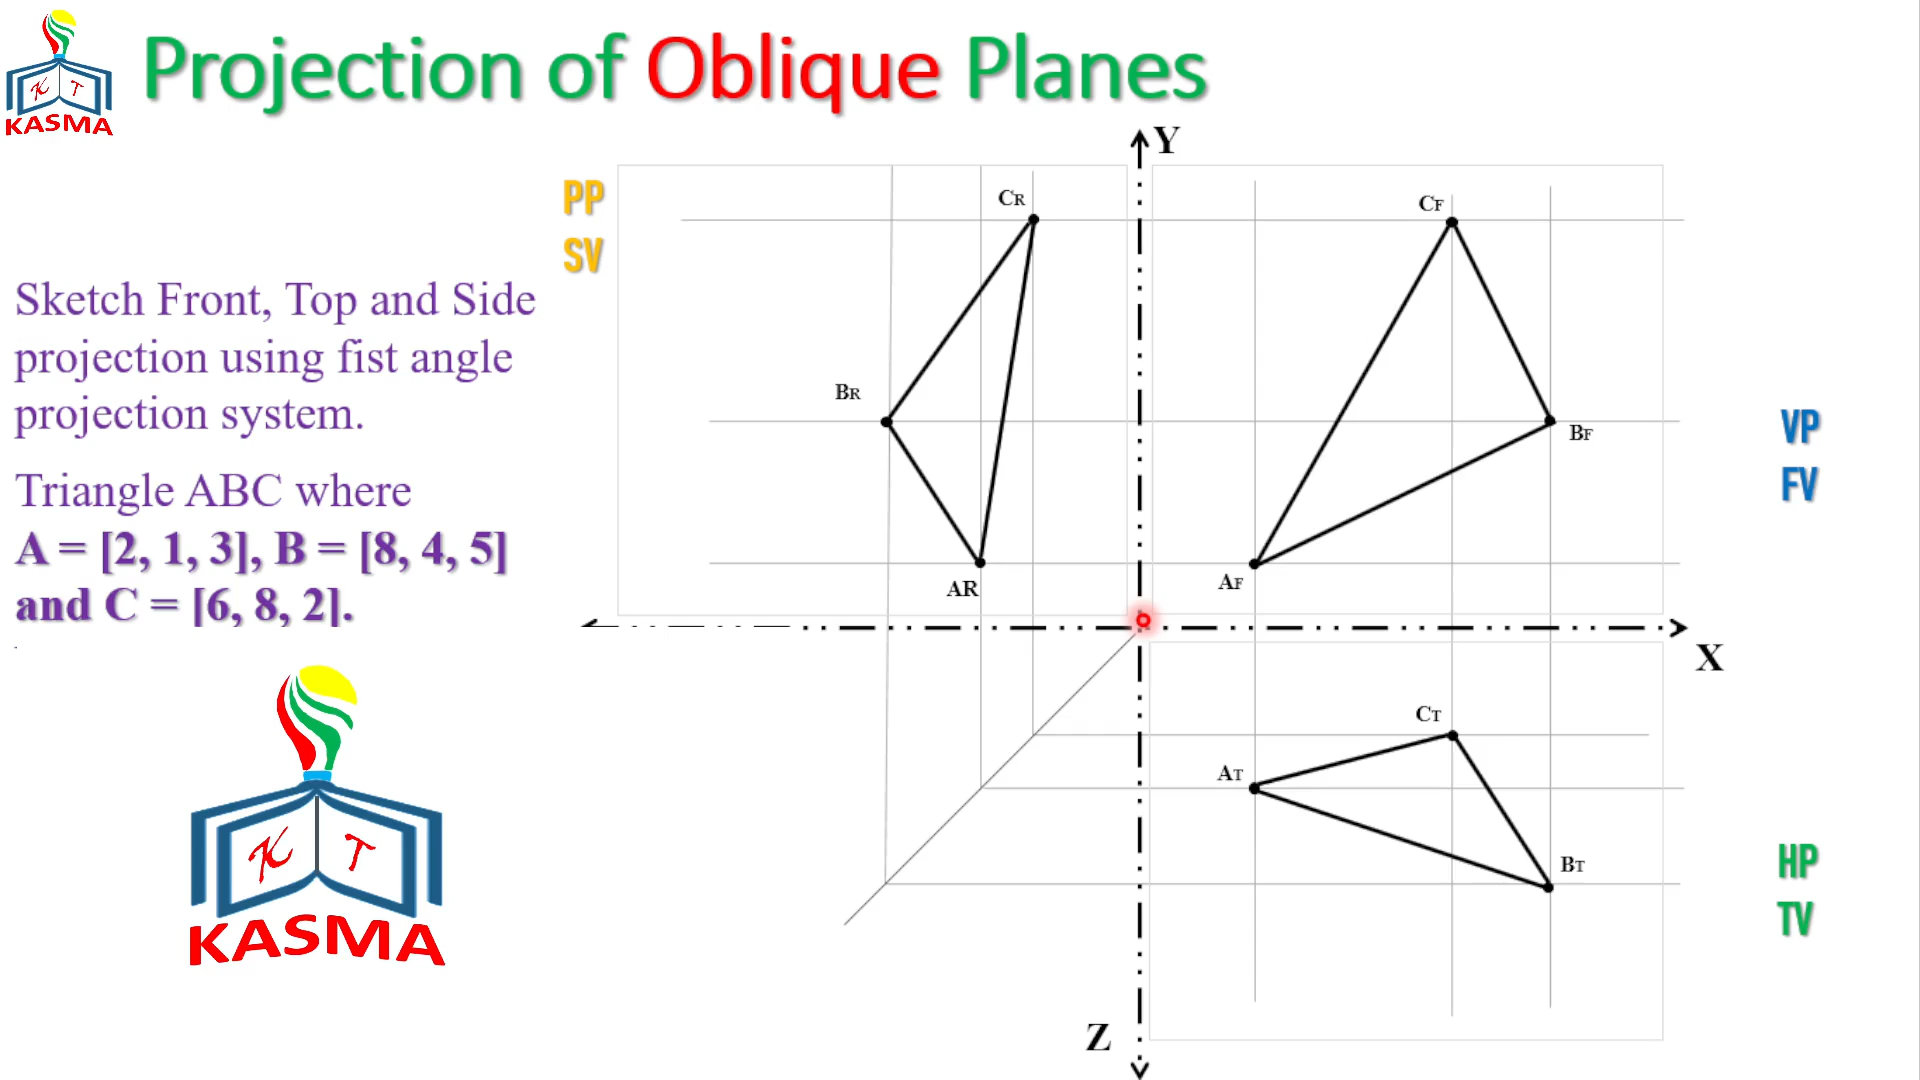 K T
KASMA
Projection of Oblique Planes
Y
PP
SV
CR
CF
Sketch Front, Top and Side
projection using fist angle
projection system.
BR
BF
VP
FV
Triangle ABC where
A = [2, 1, 3], B = [8, 4, 5]
and C = [6, 8, 2].
AR
AF
X
CT
AT
BT
HP
TV
K T
KASMA
Z